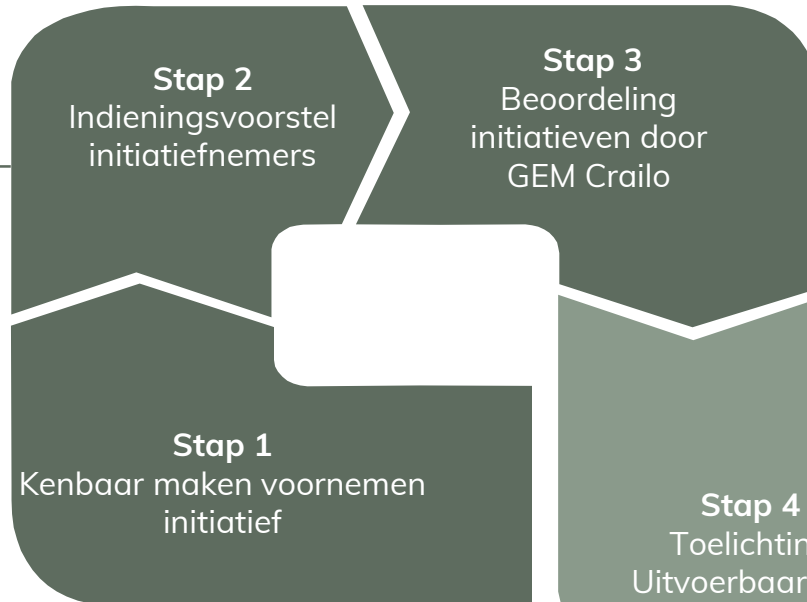 Stap 2
Indieningsvoorstel
initiatiefnemers
Stap 3
Beoordeling
initiatieven door
GEM Crailo
Stap 1
Kenbaar maken voornemen
initiatief
Stap 4